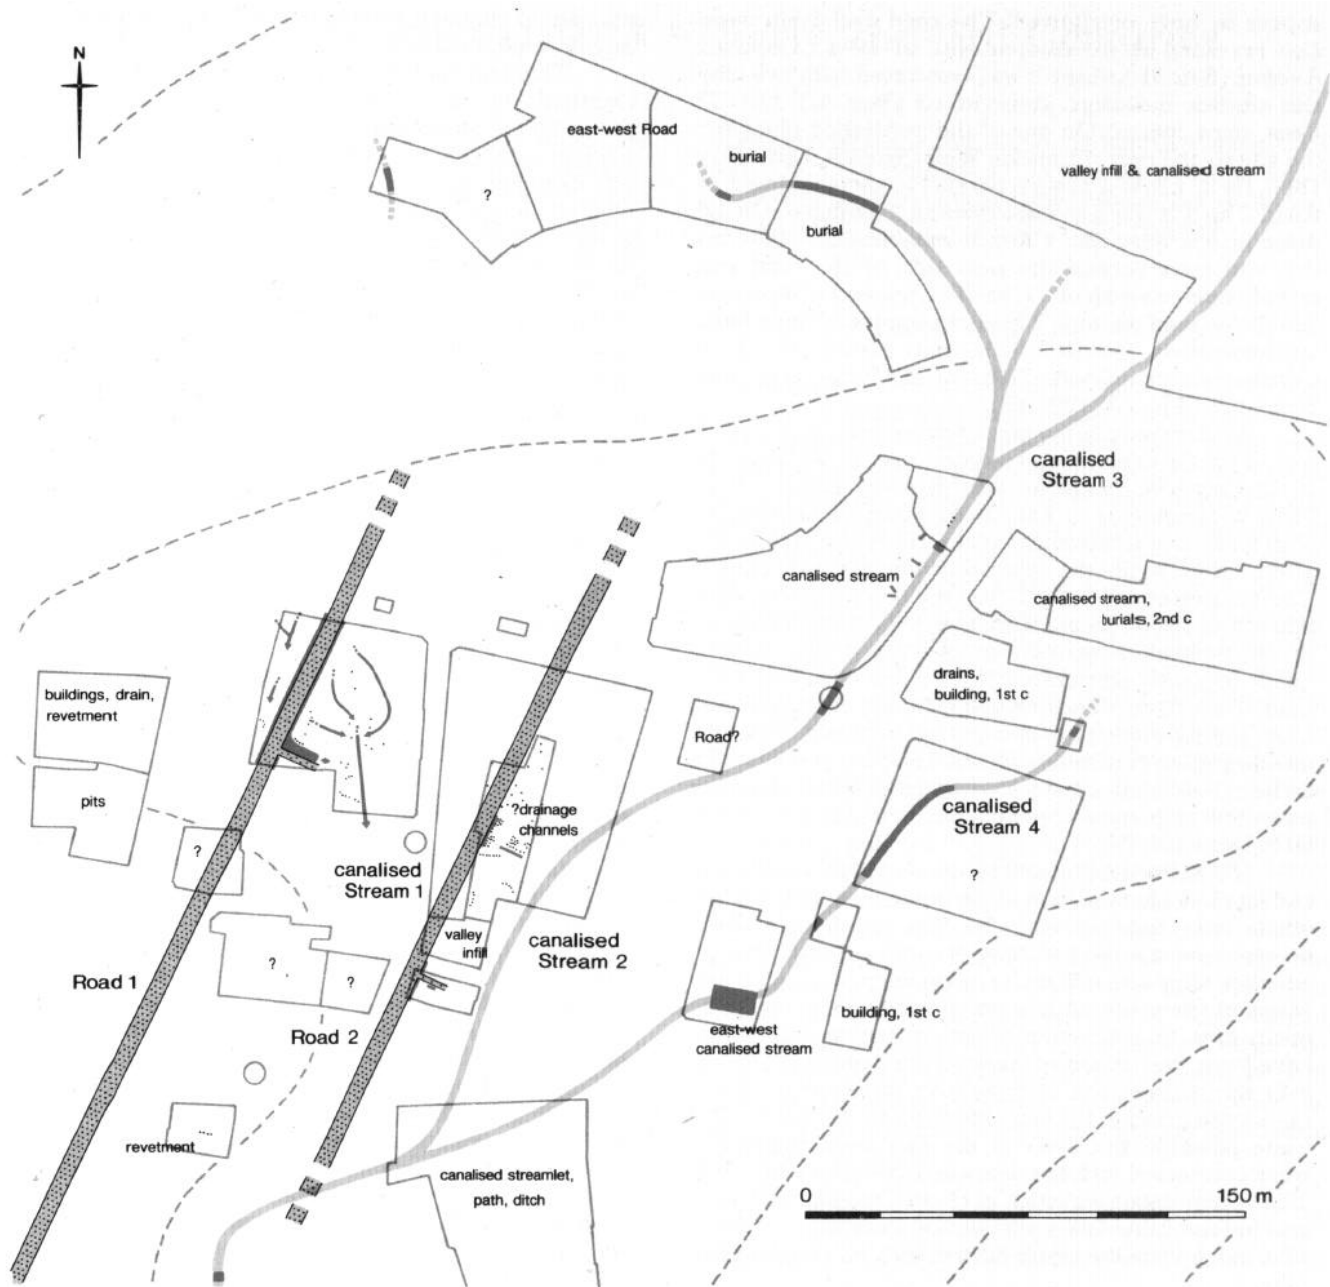 N
east-west Road
burial
?
burial
valley infill & canalised stream
canalised
Stream 3
canalised stream
canalised stream,
burials, 2nd c
drains,
building, 1st c
buildings, drain,
revetment
Road?
pits
?drainage
channels
canalised
Stream 4
?
canalised
Stream 1
?
valley
infill
canalised
Stream 2
?
?
Road 1
building, 1st c
Road 2
east-west
canalised stream
revetment
canalised streamlet,
path, ditch
0 150 m